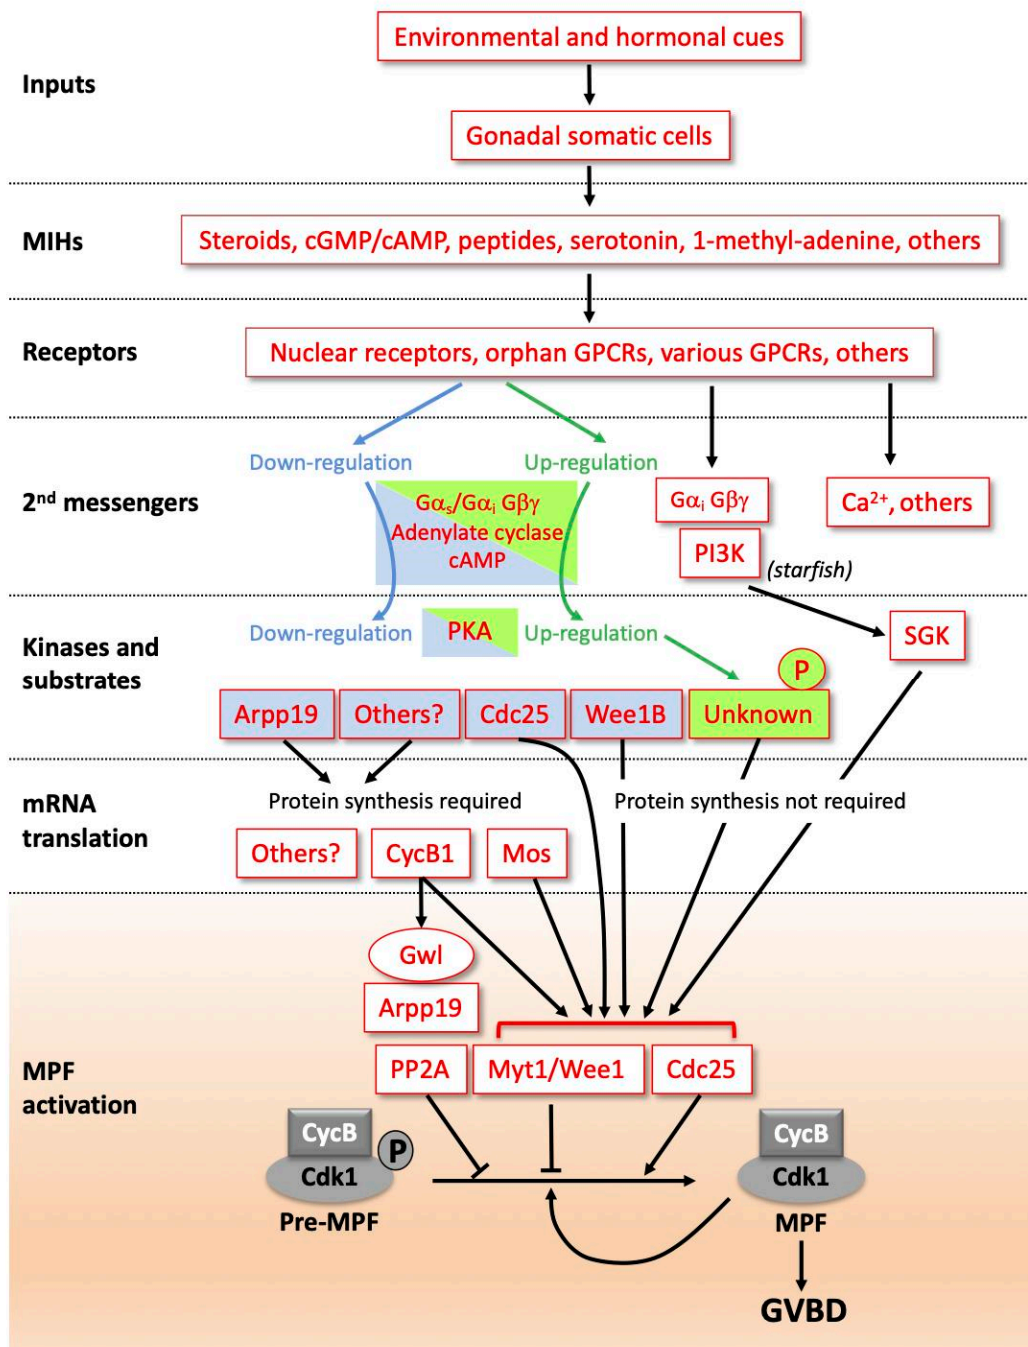 Environmental and hormonal cues
Inputs
Gonadal somatic cells
MIHs
Steroids, cGMP/cAMP, peptides, serotonin, 1-methyl-adenine, others
Receptors
Nuclear receptors, orphan GPCRs, various GPCRs, others
Down-regulation
Up-regulation
2nd messengers
Gαs/Gαi Gβγ
Adenylate cyclase
cAMP
Gαi Gβγ
PI3K
(starfish)
Ca2+, others
Kinases and
substrates
Down-regulation
PKA
Up-regulation
SGK
P
Arpp19
Others?
Cdc25
Wee1B
Unknown
mRNA
translation
Protein synthesis required
Protein synthesis not required
Others?
CycB1
Mos
Gwl
Arpp19
MPF
activation
PP2A
Myt1/Wee1
Cdc25
CycB
P
Cdk1
Pre-MPF
CycB
Cdk1
MPF
GVBD